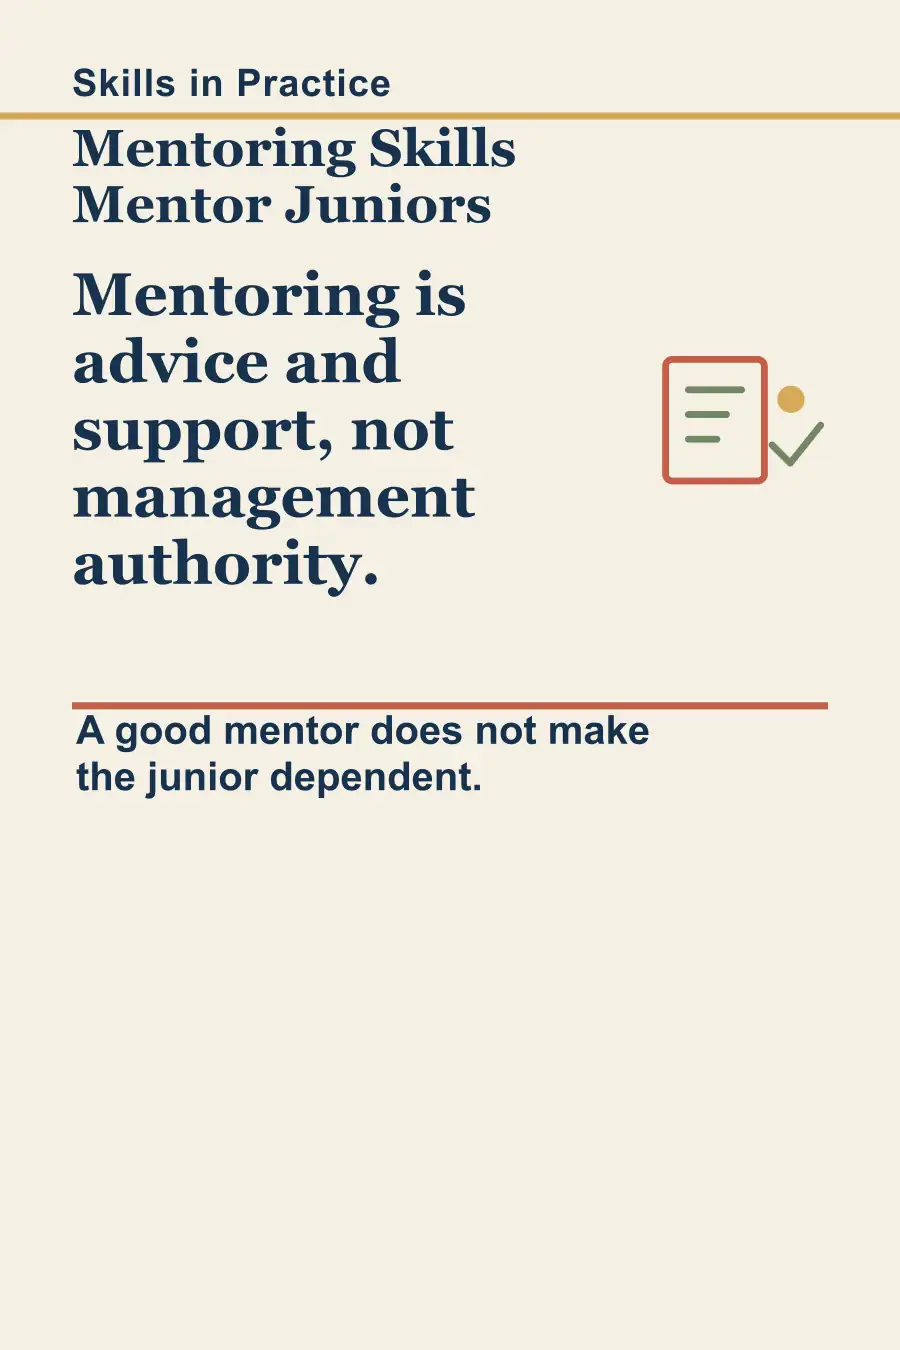 Skills in Practice
Mentoring Skills
Mentor Juniors
Mentoring is
advice and
support, not
management
authority.
A good mentor does not make
the junior dependent.